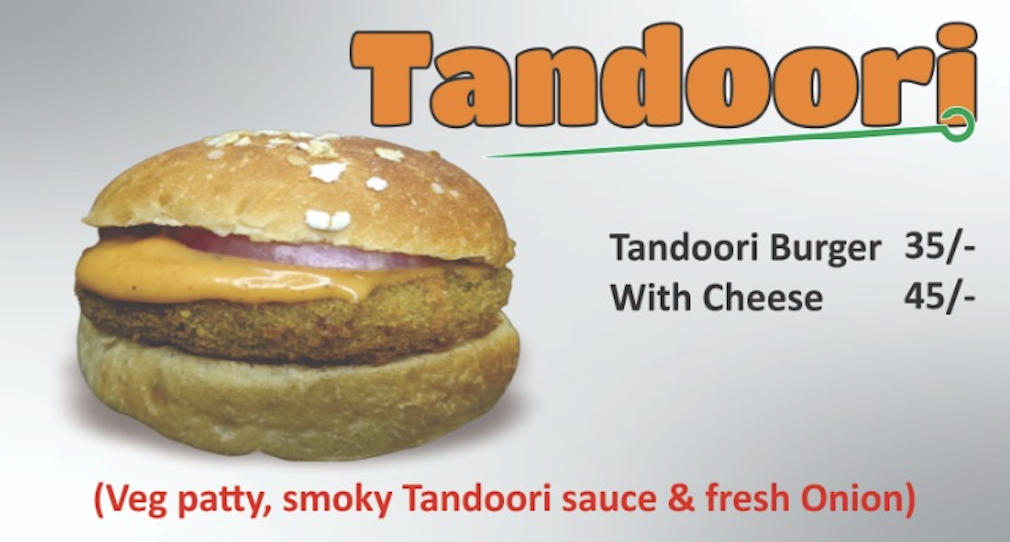 Tandoori
Tandoori Burger 35/-
With Cheese 45/-
(Veg patty, smoky Tandoori sauce & fresh Onion)